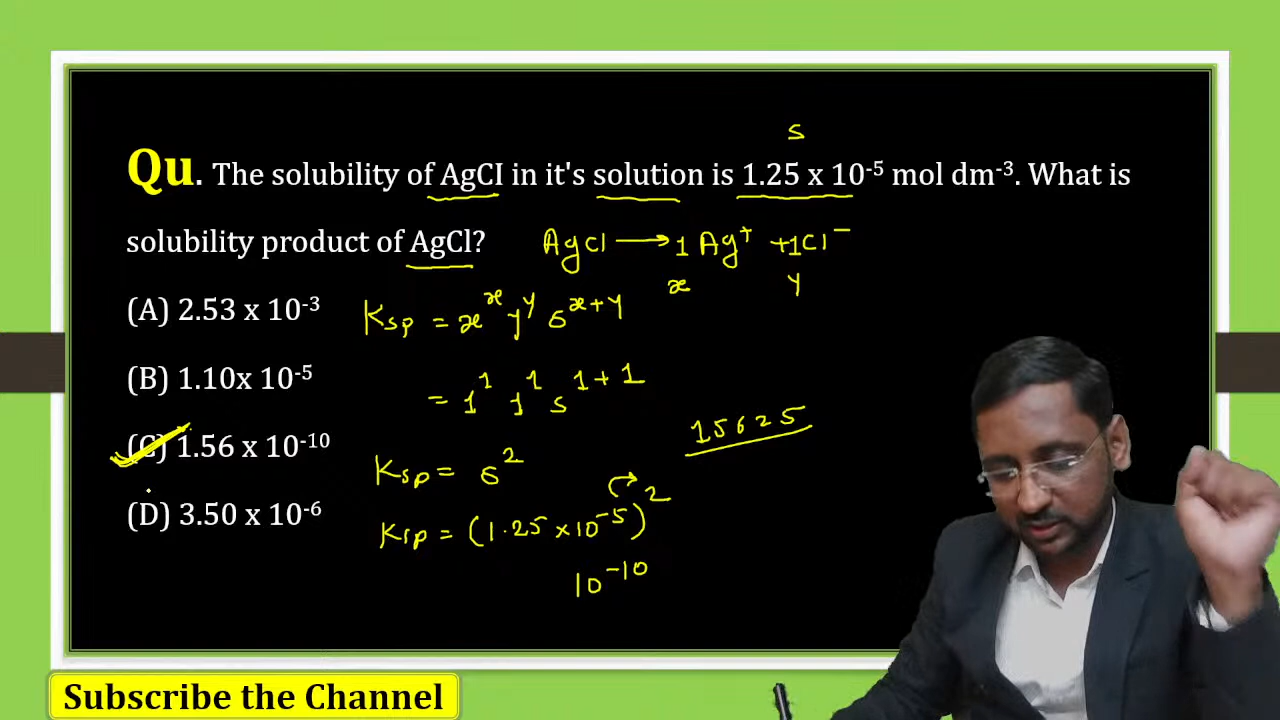 s
Qu. The solubility of AgCI in it's solution is 1.25 x 10⁻⁵ mol dm⁻³. What is
solubility product of AgCl?
AgCl ⟶ 1 Ag⁺ + 1Cl⁻
x y
(A) 2.53 x 10⁻³
Ksp = xˣ yʸ sˣ⁺ʸ
(B) 1.10x 10⁻⁵
= 1¹ 1¹ s¹⁺¹
15625
(C) 1.56 x 10⁻¹⁰
Ksp = s²
(D) 3.50 x 10⁻⁶
Ksp = (1.25 ×10⁻⁵)²
10⁻¹⁰
Subscribe the Channel